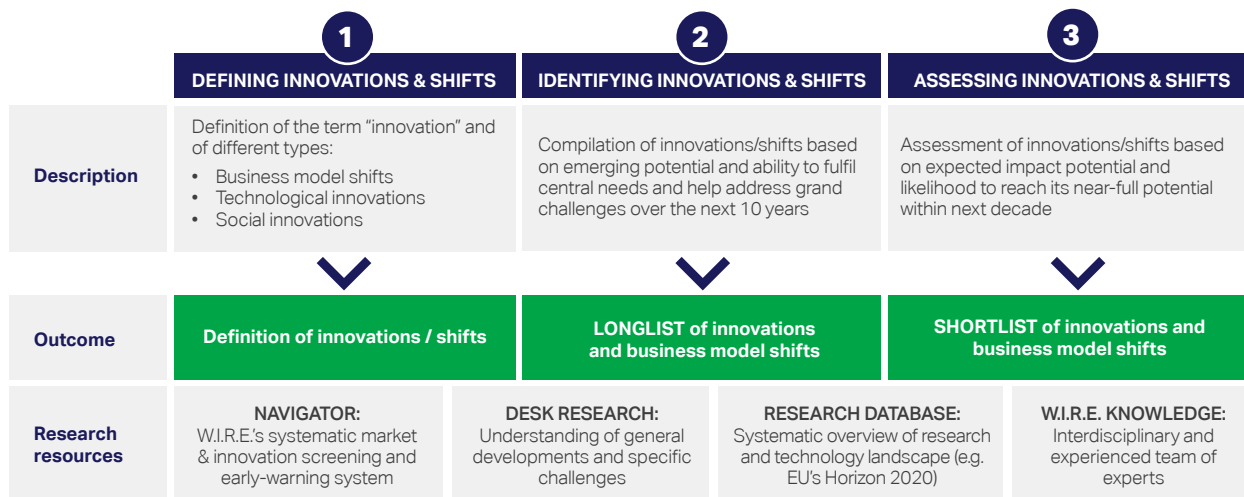 1
2
3
DEFINING INNOVATIONS & SHIFTS
IDENTIFYING INNOVATIONS & SHIFTS
ASSESSING INNOVATIONS & SHIFTS
Description
Definition of the term “innovation” and
of different types:
• Business model shifts
• Technological innovations
• Social innovations
Compilation of innovations/shifts based
on emerging potential and ability to fulfil
central needs and help address grand
challenges over the next 10 years
Assessment of innovations/shifts based
on expected impact potential and
likelihood to reach its near-full potential
within next decade
Outcome
Definition of innovations / shifts
LONGLIST of innovations
and business model shifts
SHORTLIST of innovations and
business model shifts
Research
resources
NAVIGATOR:
W.I.R.E.’s systematic market
& innovation screening and
early-warning system
DESK RESEARCH:
Understanding of general
developments and specific
challenges
RESEARCH DATABASE:
Systematic overview of research
and technology landscape (e.g.
EU’s Horizon 2020)
W.I.R.E. KNOWLEDGE:
Interdisciplinary and
experienced team of
experts